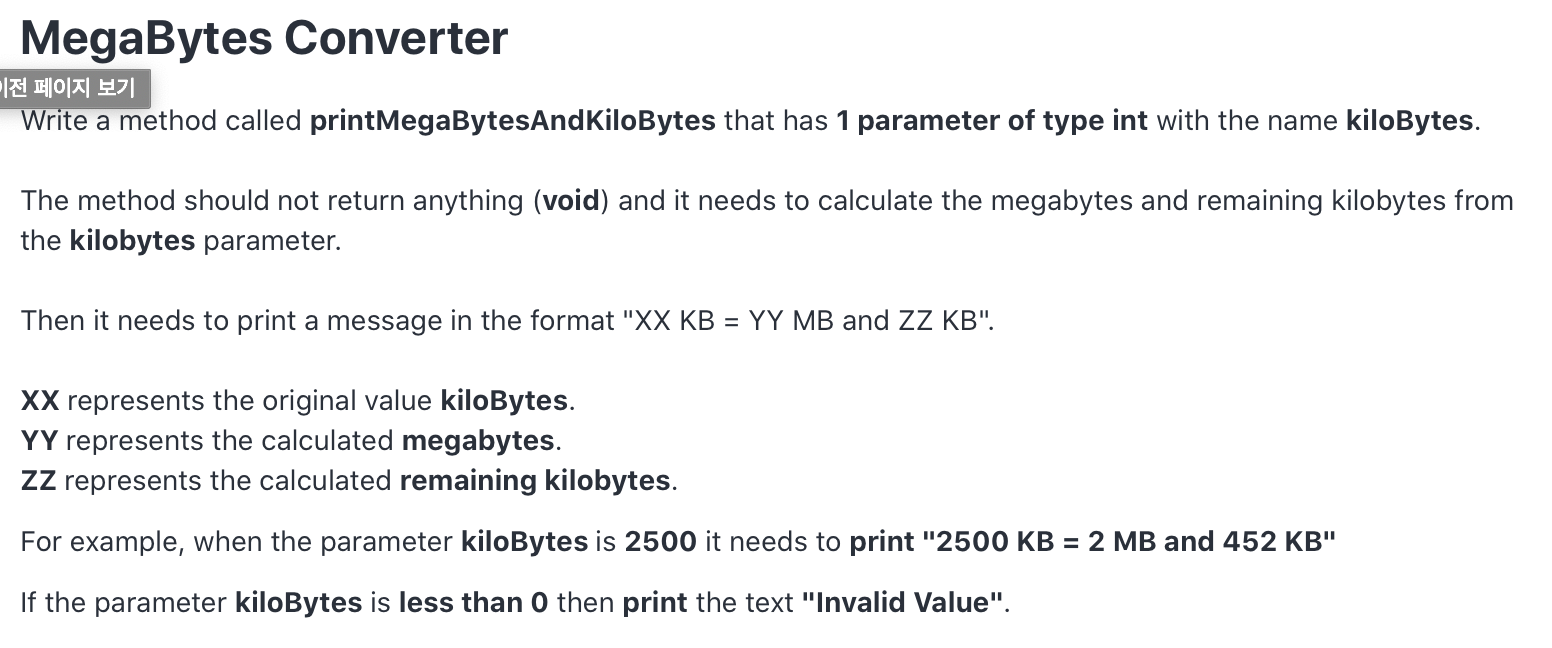 MegaBytes Converter
이전 페이지 보기
Write a method called printMegaBytesAndKiloBytes that has 1 parameter of type int with the name kiloBytes.
The method should not return anything (void) and it needs to calculate the megabytes and remaining kilobytes from
the kilobytes parameter.
Then it needs to print a message in the format "XX KB = YY MB and ZZ KB".
XX represents the original value kiloBytes.
YY represents the calculated megabytes.
ZZ represents the calculated remaining kilobytes.
For example, when the parameter kiloBytes is 2500 it needs to print "2500 KB = 2 MB and 452 KB"
If the parameter kiloBytes is less than 0 then print the text "Invalid Value".